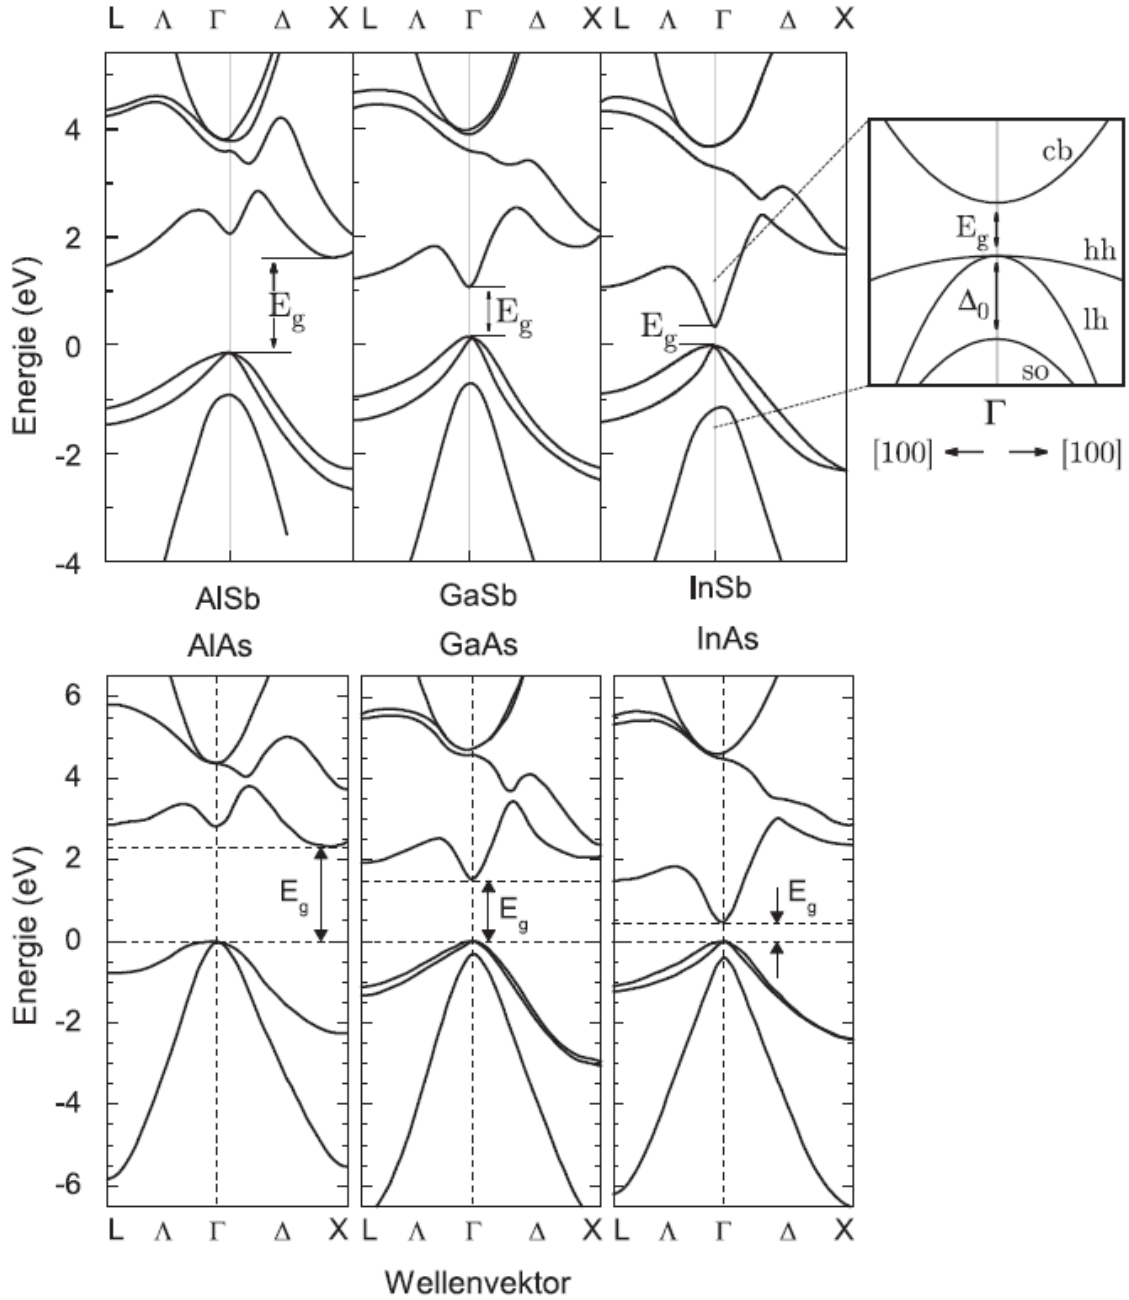 L Λ Γ Δ X L Λ Γ Δ X L Λ Γ Δ X
Energie (eV)
4
2
0
-2
-4
E_g
E_g
E_g
cb
E_g
hh
Δ_0
lh
so
Γ
[100] ← → [100]
AlSb GaSb InSb
AlAs GaAs InAs
Energie (eV)
6
4
2
0
-2
-4
-6
E_g
E_g
E_g
L Λ Γ Δ X L Λ Γ Δ X L Λ Γ Δ X
Wellenvektor